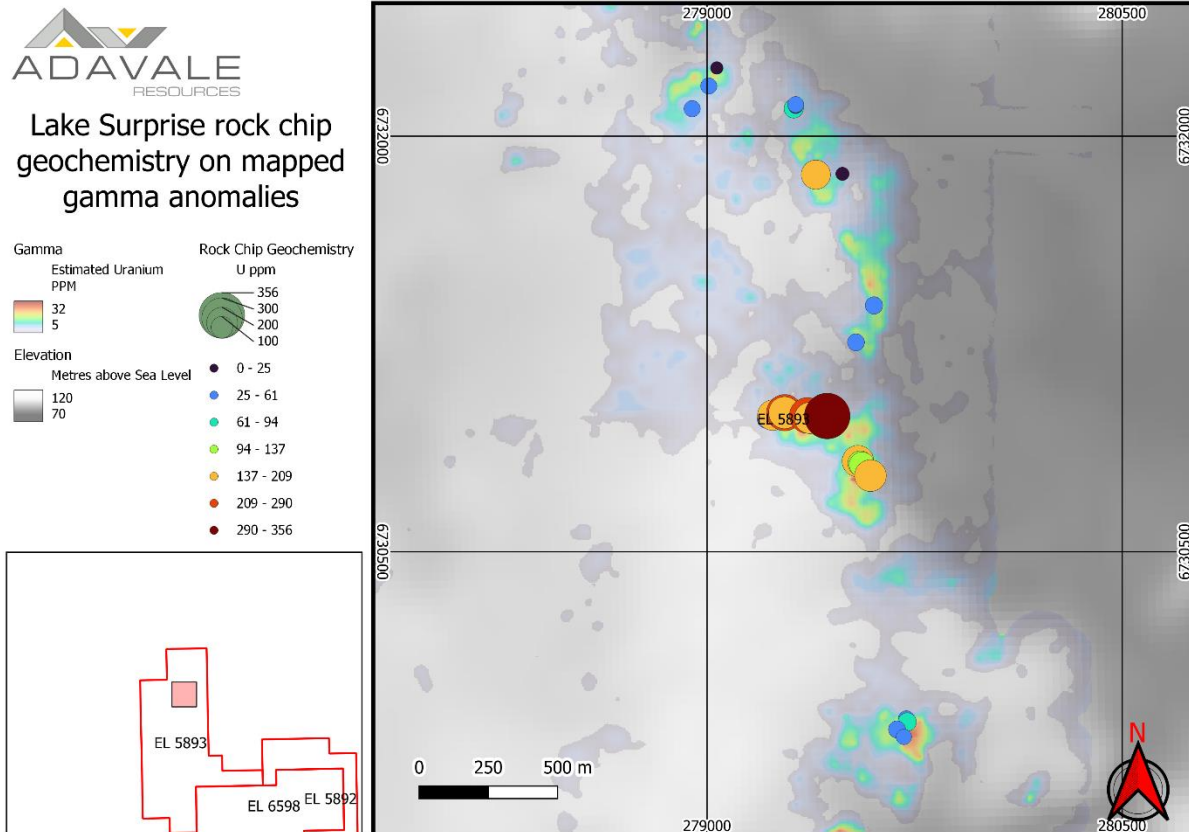 ADAVALE
RESOURCES
Lake Surprise rock chip
geochemistry on mapped
gamma anomalies
Gamma
Estimated Uranium
PPM
32
5
Elevation
Metres above Sea Level
120
70
Rock Chip Geochemistry
U ppm
356
300
200
100
0 - 25
25 - 61
61 - 94
94 - 137
137 - 209
209 - 290
290 - 356
EL 5893
EL 6598
EL 5892
279000
280500
6732000
6732000
EL 5893
6730500
6730500
0 250 500 m
N
279000
280500